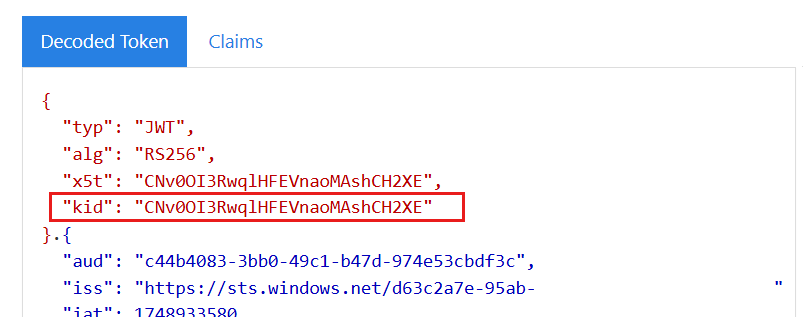 Decoded Token Claims
{
"typ": "JWT",
"alg": "RS256",
"x5t": "CNv0OI3RwqlHFEVnaoMAshCH2XE",
"kid": "CNv0OI3RwqlHFEVnaoMAshCH2XE"
}.{
"aud": "c44b4083-3bb0-49c1-b47d-974e53cbdf3c",
"iss": "https://sts.windows.net/d63c2a7e-95ab- "
"iat": 1748933580